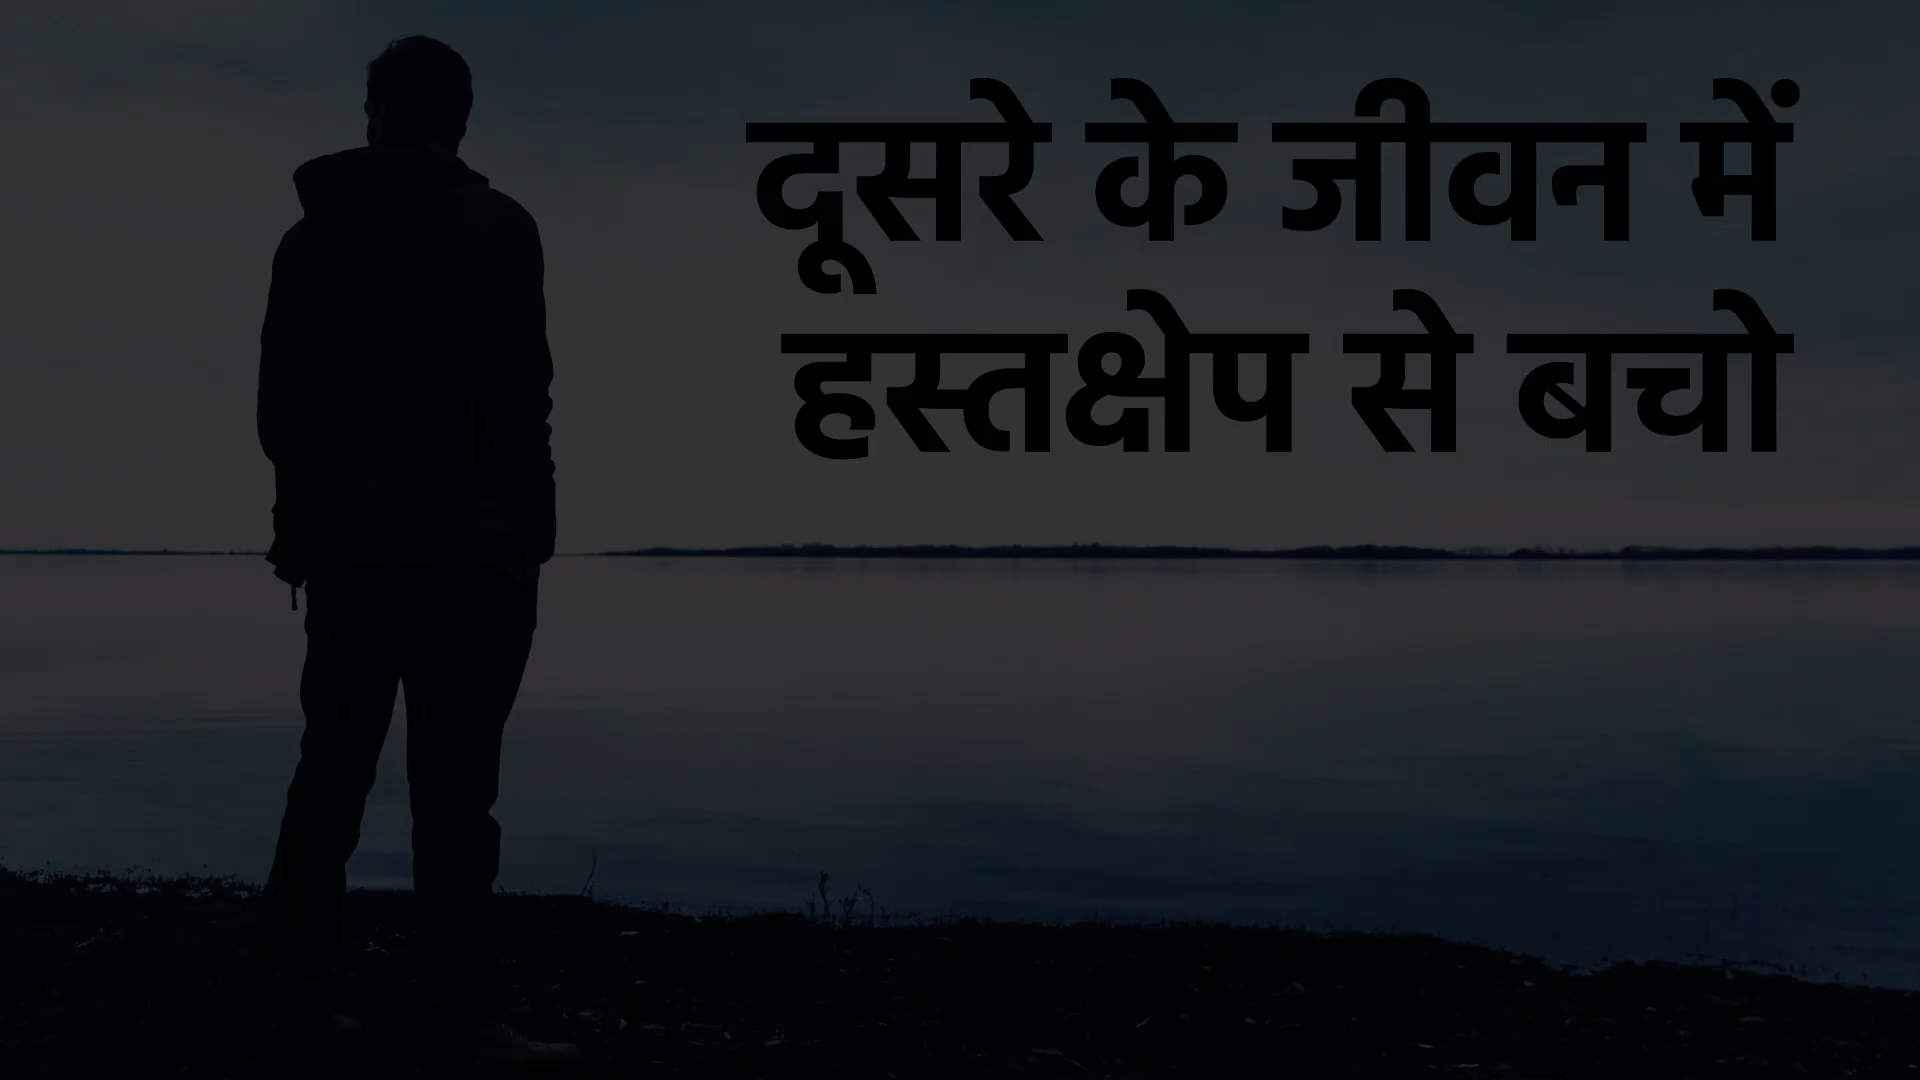 दूसरे के जीवन में
हस्तक्षेप से बचो